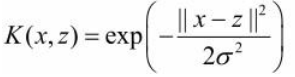 K(x,z) = exp(-||x-z||²/2σ²)